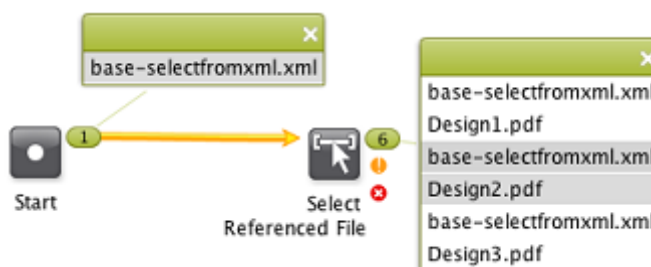 base-selectfromxml.xml
1
Start
6
Select
Referenced File
base-selectfromxml.xml
Design1.pdf
base-selectfromxml.xml
Design2.pdf
base-selectfromxml.xml
Design3.pdf